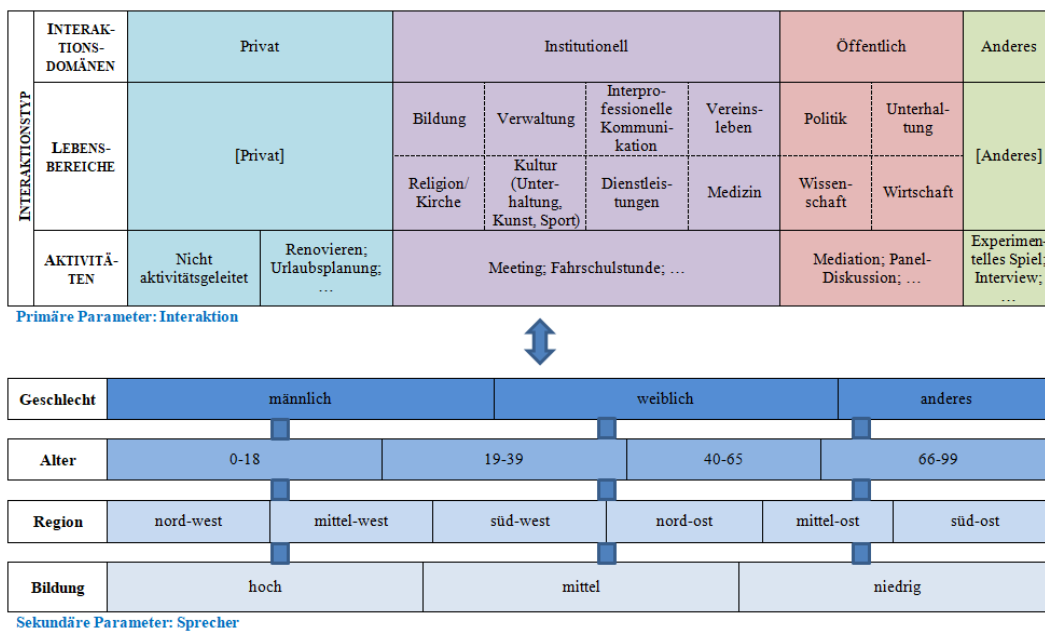 INTERAKTIONSTYP
INTERAK-
TIONS-
DOMÄNEN
Privat
Institutionell
Öffentlich
Anderes
LEBENS-
BEREICHE
[Privat]
Bildung
Verwaltung
Interpro-
fessionelle
Kommuni-
kation
Vereins-
leben
Politik
Unterhal-
tung
[Anderes]
Religion/
Kirche
Kultur
(Unter-
haltung,
Kunst, Sport)
Dienstleis-
tungen
Medizin
Wissen-
schaft
Wirtschaft
AKTIVITÄ-
TEN
Nicht
aktivitätsgeleitet
Renovieren;
Urlaubsplanung;
…
Meeting; Fahrschulstunde; …
Mediation; Panel-
Diskussion; …
Experimen-
telles Spiel;
Interview;
…
Primäre Parameter: Interaktion
Geschlecht
männlich
weiblich
anderes
Alter
0-18
19-39
40-65
66-99
Region
nord-west
mittel-west
süd-west
nord-ost
mittel-ost
süd-ost
Bildung
hoch
mittel
niedrig
Sekundäre Parameter: Sprecher